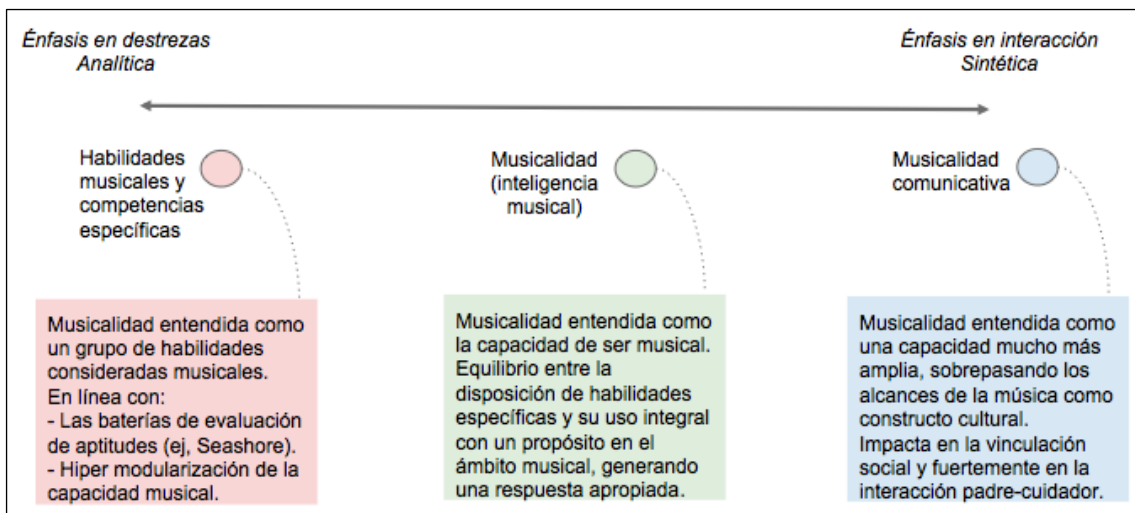 Énfasis en destrezas
Analítica
Énfasis en interacción
Sintética
Habilidades
musicales y
competencias
específicas
Musicalidad
(inteligencia
musical)
Musicalidad
comunicativa
Musicalidad entendida como
un grupo de habilidades
consideradas musicales.
En línea con:
- Las baterías de evaluación
de aptitudes (ej, Seashore).
- Hiper modularización de la
capacidad musical.
Musicalidad entendida como
la capacidad de ser musical.
Equilibrio entre la
disposición de habilidades
específicas y su uso integral
con un propósito en el
ámbito musical, generando
una respuesta apropiada.
Musicalidad entendida como
una capacidad mucho más
amplia, sobrepasando los
alcances de la música como
constructo cultural.
Impacta en la vinculación
social y fuertemente en la
interacción padre-cuidador.